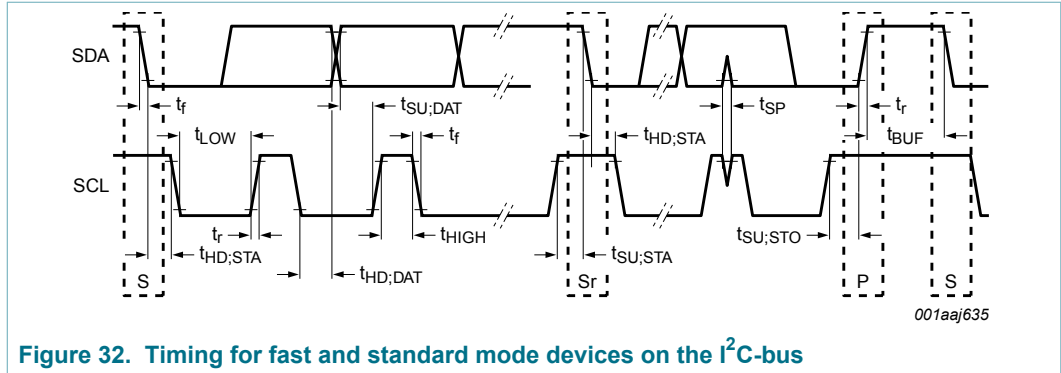 SDA
t_f
t_SU;DAT
t_SP
t_r
t_LOW
t_f
t_HD;STA
t_BUF
SCL
t_r
t_HIGH
t_SU;STO
t_HD;STA
t_SU;STA
t_HD;DAT
S
Sr
P
S
001aaj635
Figure 32. Timing for fast and standard mode devices on the I²C-bus